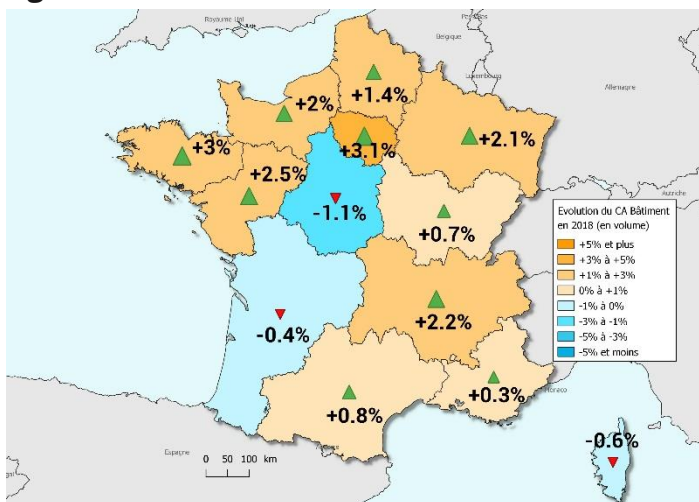 Royaume Uni
Belgique
Luxembourg
Allemagne
Autriche
+1.4%
+2%
+2.1%
+3.1%
+3%
+2.5%
-1.1%
+0.7%
Evolution du CA Bâtiment
en 2018 (en volume)
+5% et plus
+3% à +5%
+1% à +3%
0% à +1%
-1% à 0%
-3% à -1%
-5% à -3%
-5% et moins
-0.4%
+2.2%
+0.3%
Monaco
+0.8%
-0.6%
Espagne
0 50 100 km